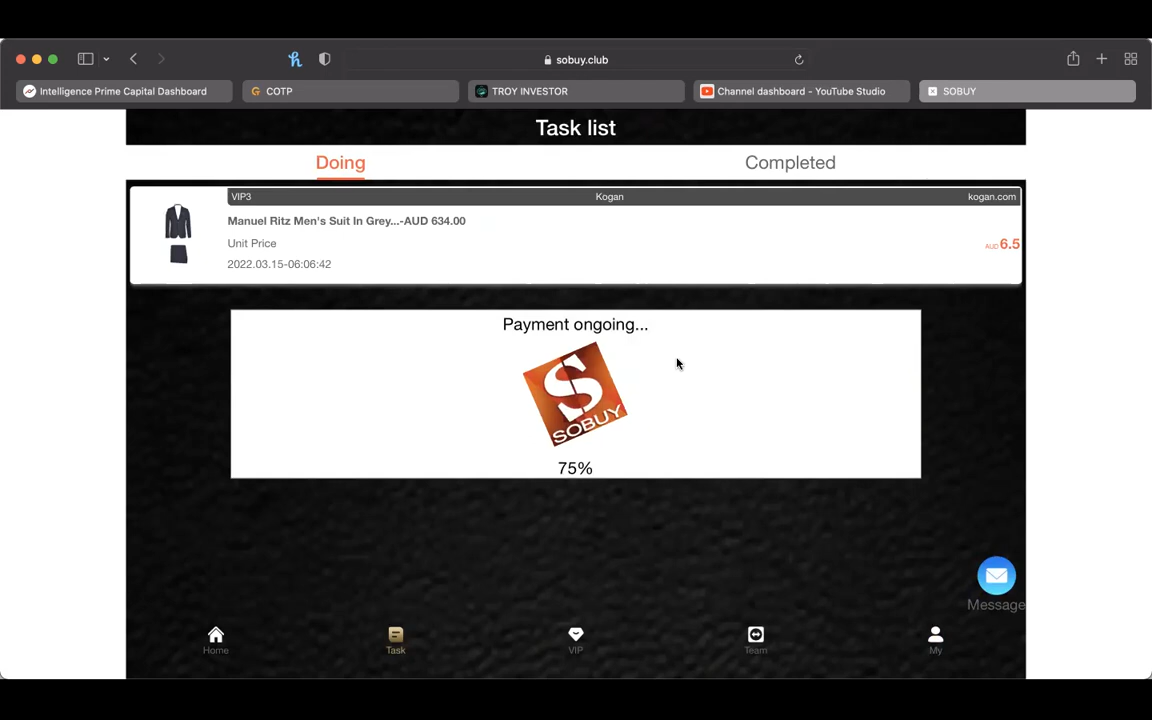 sobuy.club
Intelligence Prime Capital Dashboard
COTP
TROY INVESTOR
Channel dashboard - YouTube Studio
SOBUY
Task list
Doing
Completed
VIP3
Kogan
kogan.com
Manuel Ritz Men's Suit In Grey...-AUD 634.00
Unit Price
AUD 6.5
2022.03.15-06:06:42
Payment ongoing...
S
SOBUY
75%
Message
Home
Task
VIP
Team
My